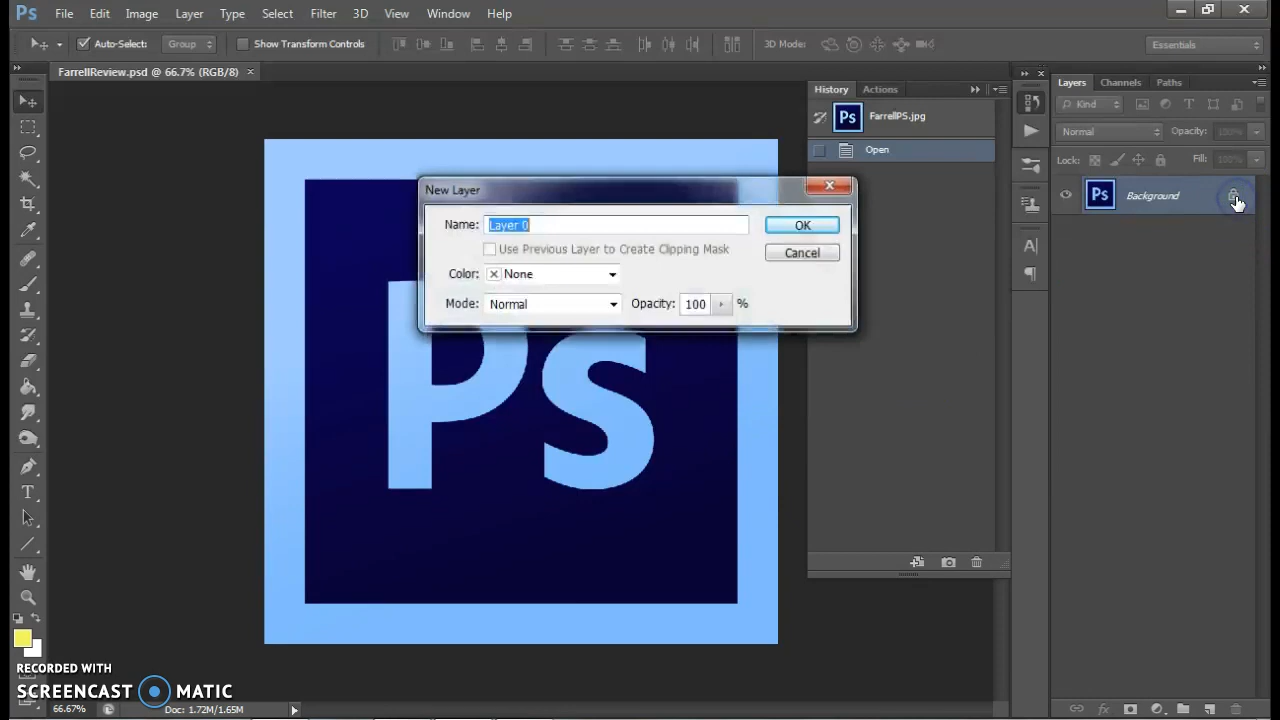 Ps File Edit Image Layer Type Select Filter 3D View Window Help
Auto-Select: Group Show Transform Controls 3D Mode: Essentials
FarrellReview.psd @ 66.7% (RGB/8) ×
History Actions
Ps FarrellPS.jpg
Open
Layers Channels Paths
Kind
Normal Opacity: 100%
Lock: Fill: 100%
Ps Background
New Layer
Name: Layer 0 OK
Use Previous Layer to Create Clipping Mask Cancel
Color: None
Mode: Normal Opacity: 100 %
Ps
RECORDED WITH
SCREENCAST MATIC
66.67% Doc: 1.72M/1.65M